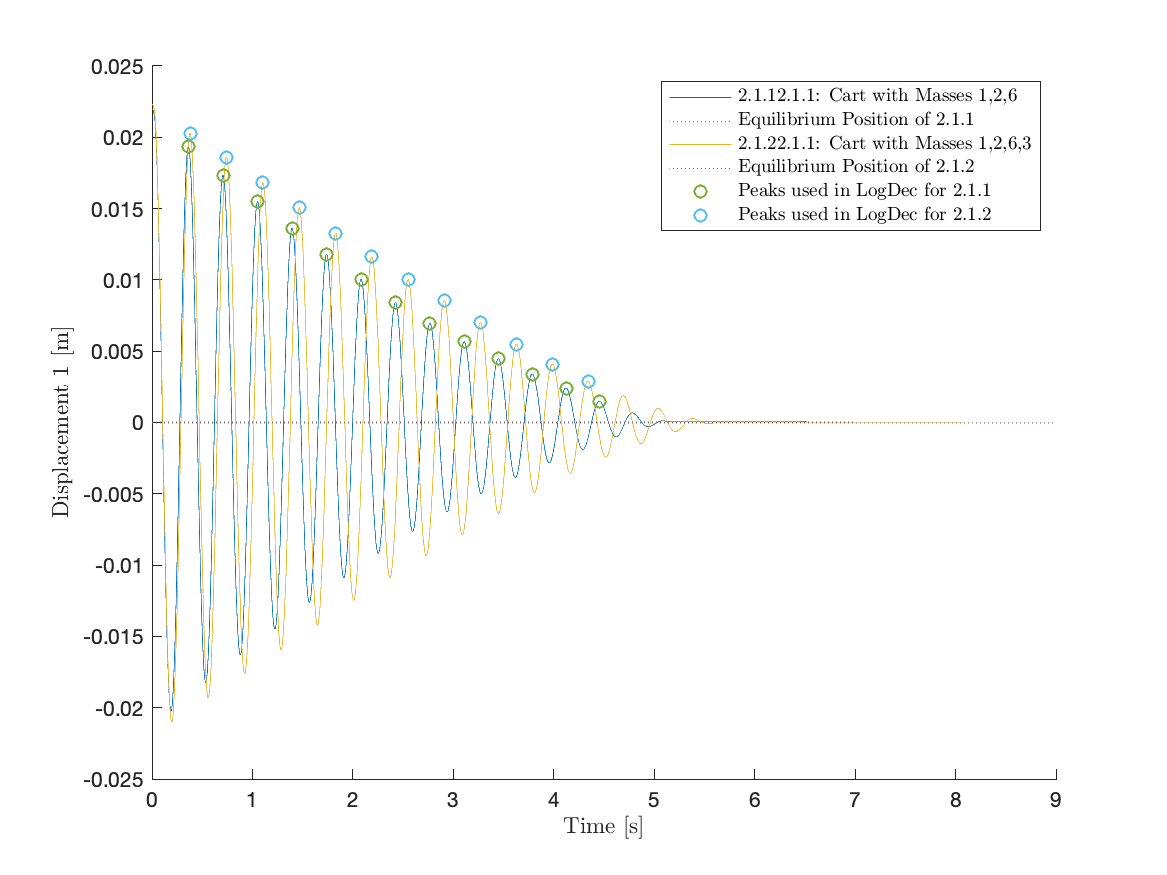 0.025
0.02
0.015
0.01
0.005
0
-0.005
-0.01
-0.015
-0.02
-0.025
Displacement 1 [m]
0 1 2 3 4 5 6 7 8 9
Time [s]
2.1.12.1.1: Cart with Masses 1,2,6
Equilibrium Position of 2.1.1
2.1.22.1.1: Cart with Masses 1,2,6,3
Equilibrium Position of 2.1.2
Peaks used in LogDec for 2.1.1
Peaks used in LogDec for 2.1.2